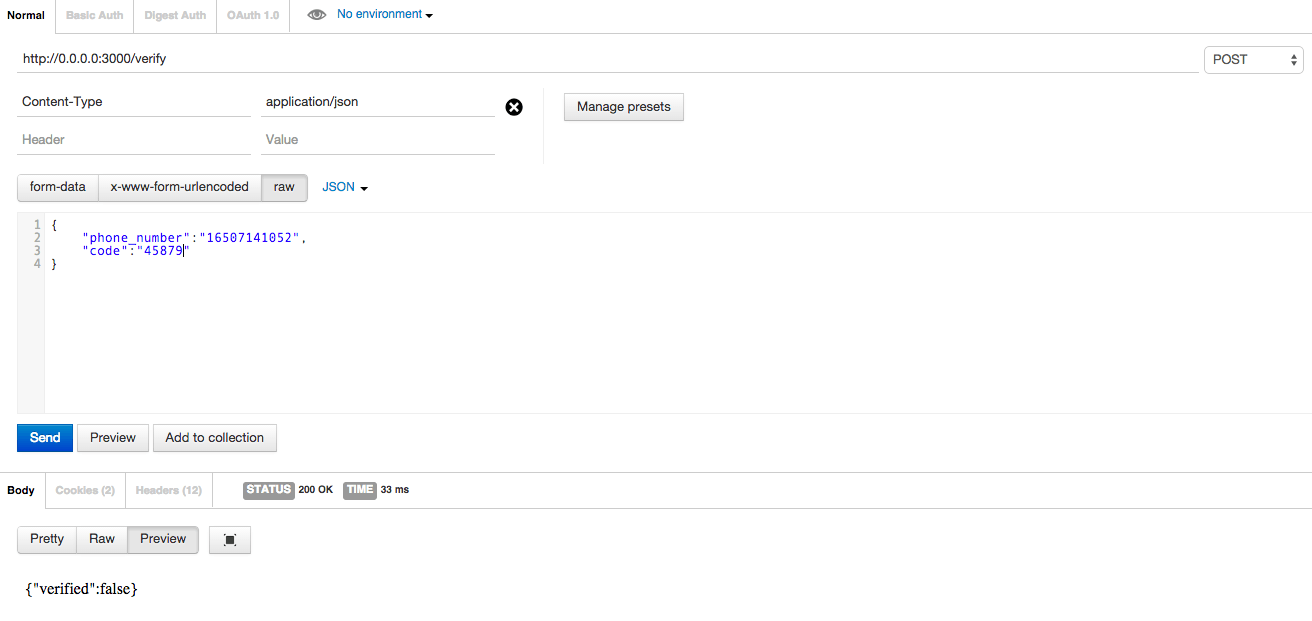 Normal Basic Auth Digest Auth OAuth 1.0 No environment
http://0.0.0.0:3000/verify POST
Content-Type application/json Manage presets
Header Value
form-data x-www-form-urlencoded raw JSON
1 {
2 "phone_number":"16507141052",
3 "code":"45879"
4 }
Send Preview Add to collection
Body Cookies (2) Headers (12) STATUS 200 OK TIME 33 ms
Pretty Raw Preview
{"verified":false}